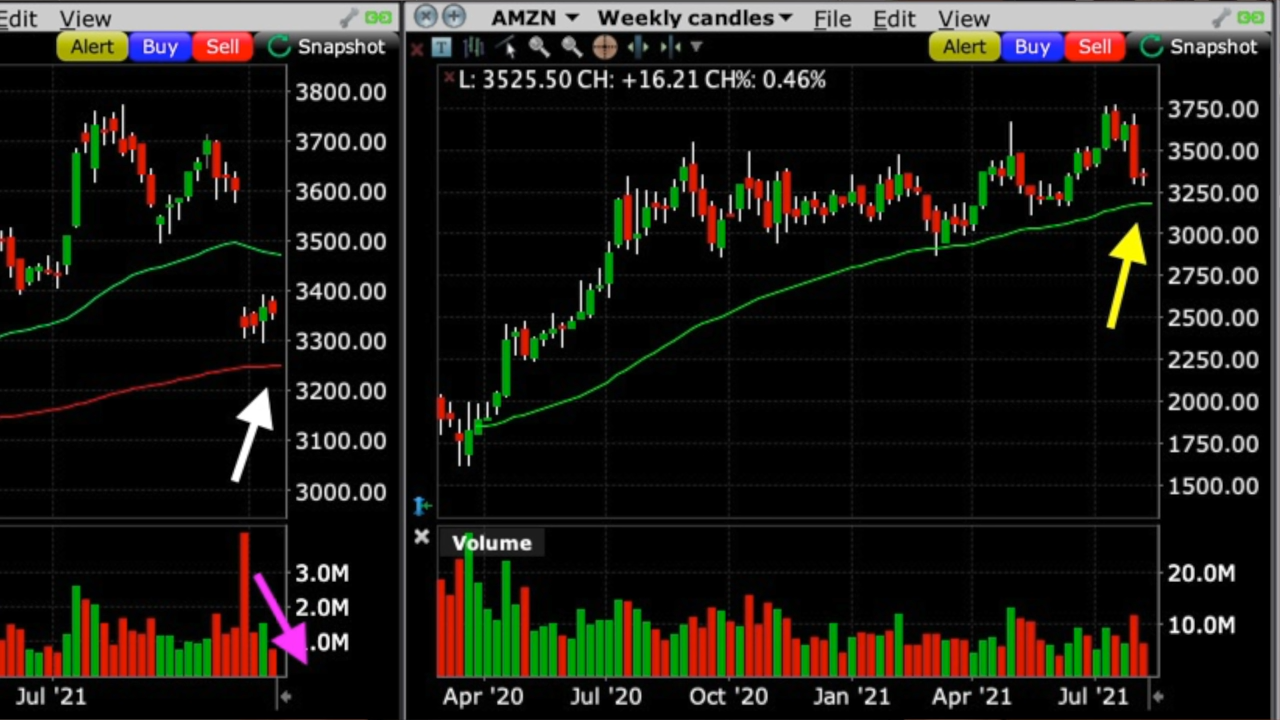 Edit View
Alert Buy Sell Snapshot
3800.00
3700.00
3600.00
3500.00
3400.00
3300.00
3200.00
3100.00
3000.00
3.0M
2.0M
.0M
Jul '21
AMZN Weekly candles File Edit View
T Alert Buy Sell Snapshot
L: 3525.50 CH: +16.21 CH%: 0.46%
3750.00
3500.00
3250.00
3000.00
2750.00
2500.00
2250.00
2000.00
1750.00
1500.00
Volume
20.0M
10.0M
Apr '20 Jul '20 Oct '20 Jan '21 Apr '21 Jul '21